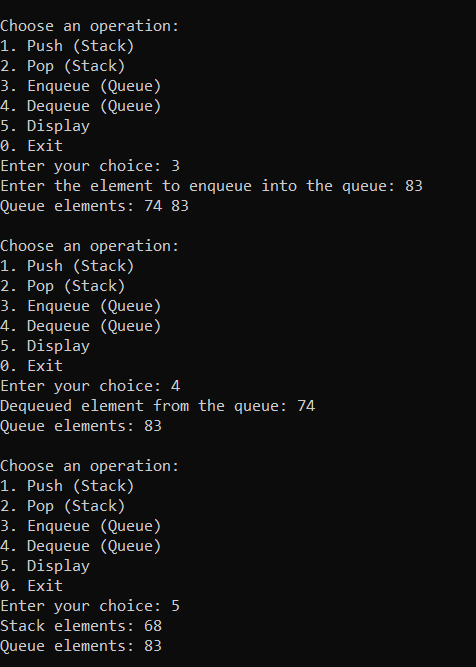 Choose an operation:
1. Push (Stack)
2. Pop (Stack)
3. Enqueue (Queue)
4. Dequeue (Queue)
5. Display
0. Exit
Enter your choice: 3
Enter the element to enqueue into the queue: 83
Queue elements: 74 83
Choose an operation:
1. Push (Stack)
2. Pop (Stack)
3. Enqueue (Queue)
4. Dequeue (Queue)
5. Display
0. Exit
Enter your choice: 4
Dequeued element from the queue: 74
Queue elements: 83
Choose an operation:
1. Push (Stack)
2. Pop (Stack)
3. Enqueue (Queue)
4. Dequeue (Queue)
5. Display
0. Exit
Enter your choice: 5
Stack elements: 68
Queue elements: 83